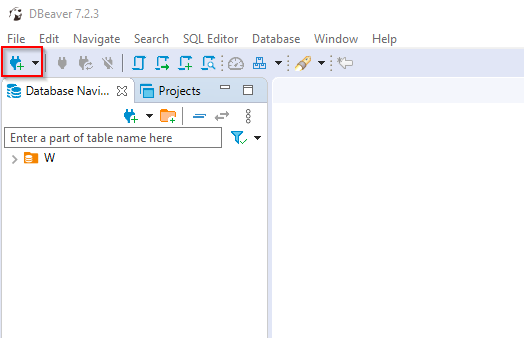 DBeaver 7.2.3
File Edit Navigate Search SQL Editor Database Window Help
Database Navi... Projects
Enter a part of table name here
W